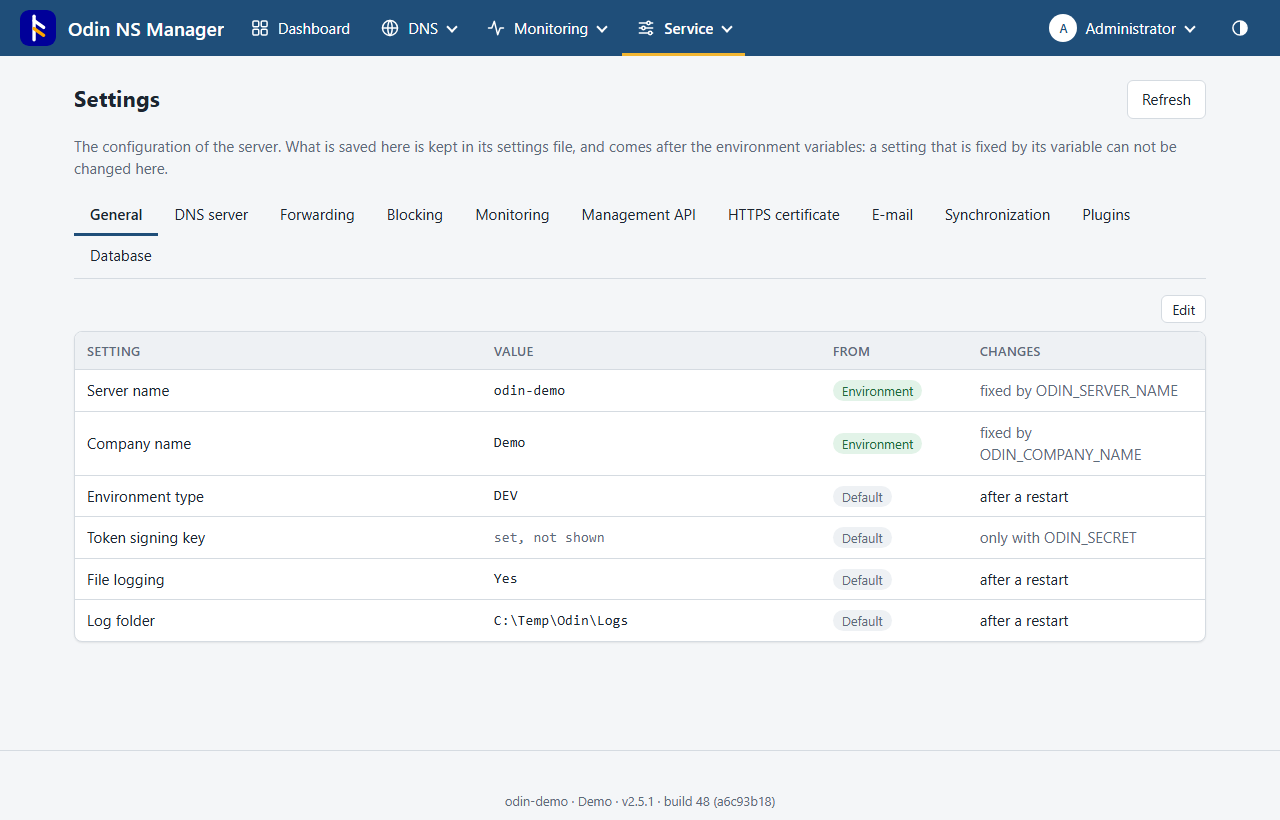 Odin NS Manager Dashboard DNS Monitoring Service A Administrator
Settings
Refresh
The configuration of the server. What is saved here is kept in its settings file, and comes after the environment variables: a setting that is fixed by its variable can not be
changed here.
General DNS server Forwarding Blocking Monitoring Management API HTTPS certificate E-mail Synchronization Plugins
Database
Edit
SETTING VALUE FROM CHANGES
Server name odin-demo Environment fixed by ODIN_SERVER_NAME
Company name Demo Environment fixed by
ODIN_COMPANY_NAME
Environment type DEV Default after a restart
Token signing key set, not shown Default only with ODIN_SECRET
File logging Yes Default after a restart
Log folder C:\Temp\Odin\Logs Default after a restart
odin-demo · Demo · v2.5.1 · build 48 (a6c93b18)